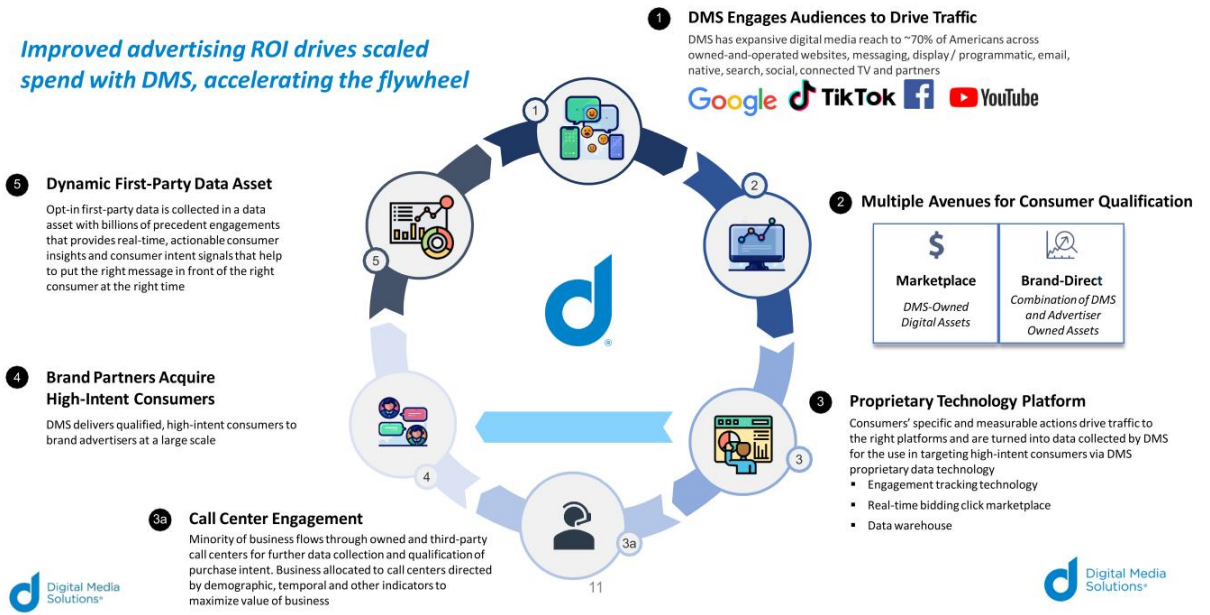 Improved advertising ROI drives scaled
spend with DMS, accelerating the flywheel
1
DMS Engages Audiences to Drive Traffic
DMS has expansive digital media reach to ~70% of Americans across
owned-and-operated websites, messaging, display / programmatic, email,
native, search, social, connected TV and partners
Google TikTok f YouTube
1
2
2
Multiple Avenues for Consumer Qualification
$
Marketplace
DMS-Owned
Digital Assets
Brand-Direct
Combination of DMS
and Advertiser
Owned Assets
3
Proprietary Technology Platform
Consumers' specific and measurable actions drive traffic to
the right platforms and are turned into data collected by DMS
for the use in targeting high-intent consumers via DMS
proprietary data technology
▪ Engagement tracking technology
▪ Real-time bidding click marketplace
▪ Data warehouse
3
3a
3a
Call Center Engagement
Minority of business flows through owned and third-party
call centers for further data collection and qualification of
purchase intent. Business allocated to call centers directed
by demographic, temporal and other indicators to
maximize value of business
4
4
Brand Partners Acquire
High-Intent Consumers
DMS delivers qualified, high-intent consumers to
brand advertisers at a large scale
5
5
Dynamic First-Party Data Asset
Opt-in first-party data is collected in a data
asset with billions of precedent engagements
that provides real-time, actionable consumer
insights and consumer intent signals that help
to put the right message in front of the right
consumer at the right time
d®
Digital Media
Solutions®
11
Digital Media
Solutions®